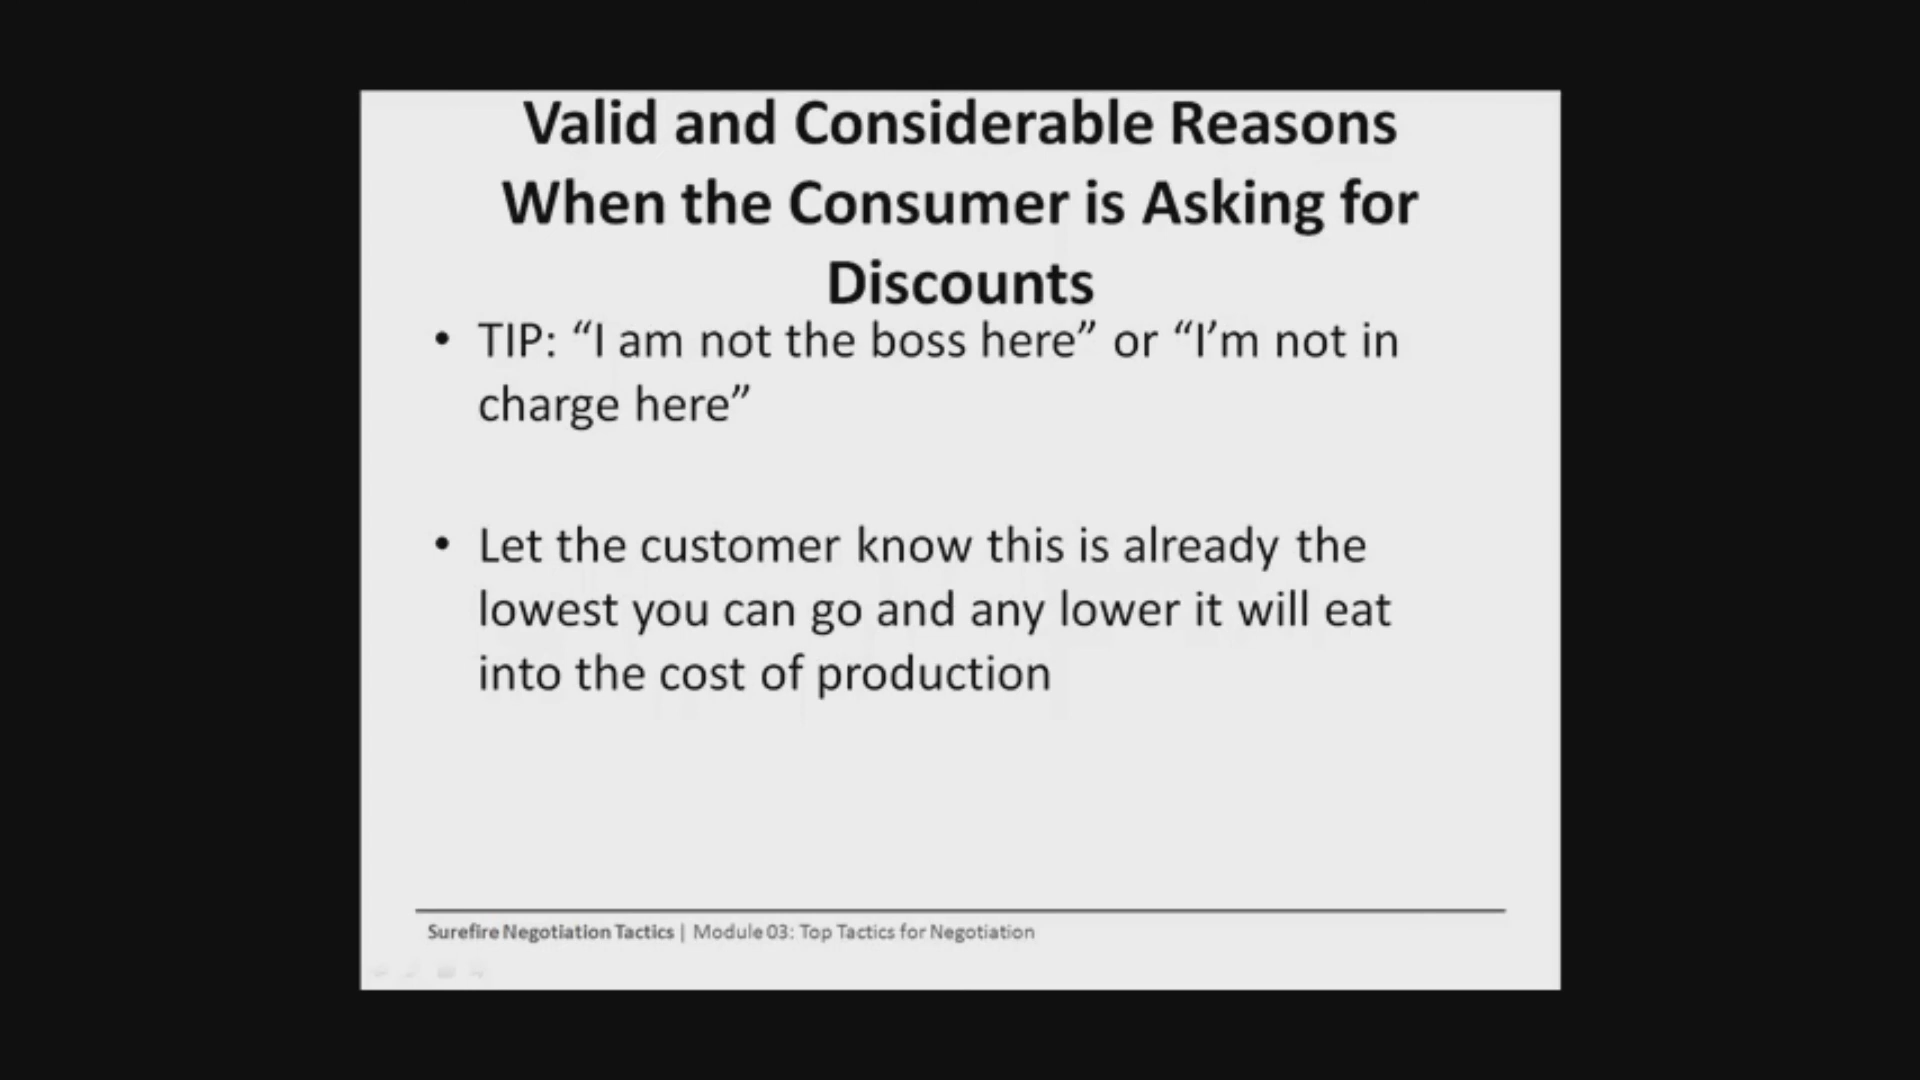 Valid and Considerable Reasons
When the Consumer is Asking for
Discounts
• TIP: “I am not the boss here” or “I’m not in
charge here”
• Let the customer know this is already the
lowest you can go and any lower it will eat
into the cost of production
Surefire Negotiation Tactics | Module 03: Top Tactics for Negotiation